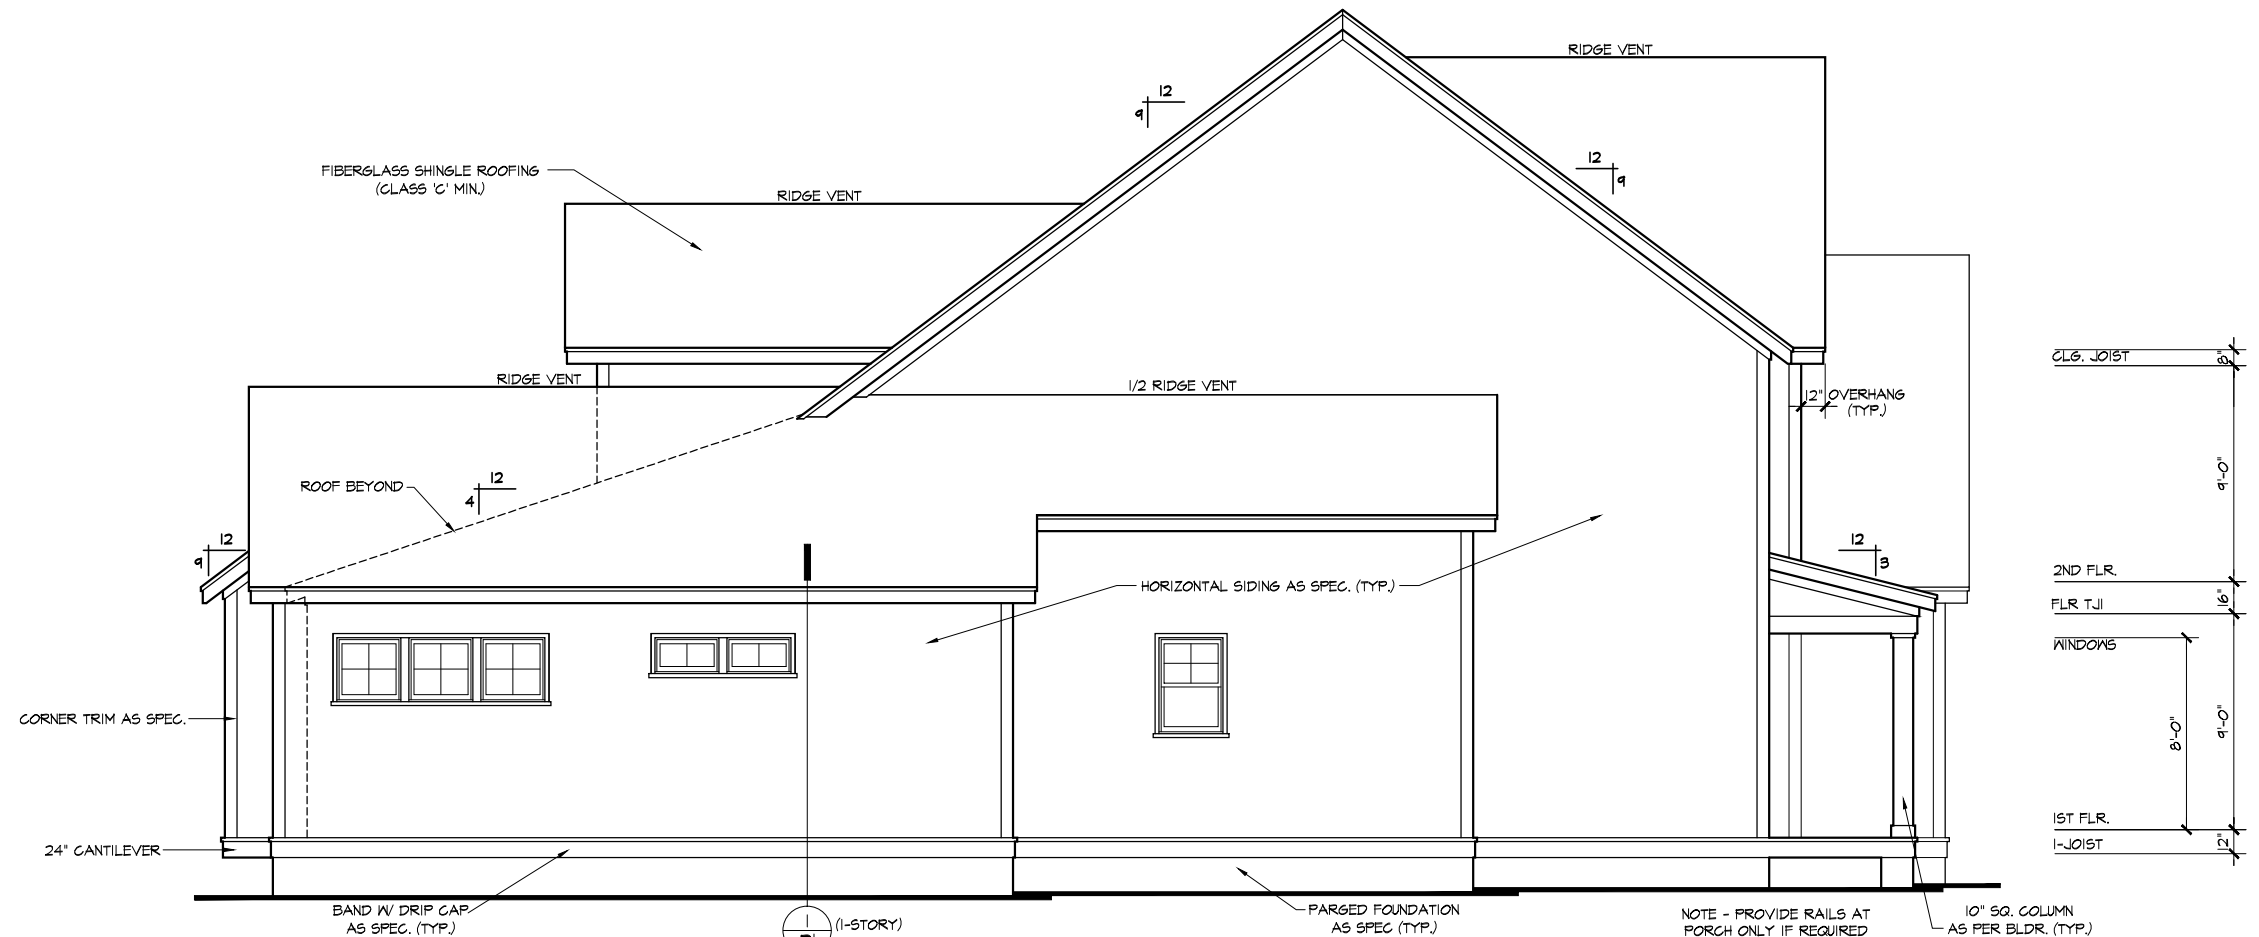 RIDGE VENT
12
9
12
9
FIBERGLASS SHINGLE ROOFING
(CLASS 'C' MIN.)
RIDGE VENT
CLG. JOIST
8"
RIDGE VENT
1/2 RIDGE VENT
12" OVERHANG
(TYP.)
9'-0"
ROOF BEYOND
12
4
12
9
12
3
2ND FLR.
HORIZONTAL SIDING AS SPEC. (TYP.)
FLR TJI
16"
WINDOWS
CORNER TRIM AS SPEC.
8'-0"
9'-0"
1ST FLR.
24" CANTILEVER
I-JOIST
12"
BAND W/ DRIP CAP
AS SPEC. (TYP.)
1
(1-STORY)
PARGED FOUNDATION
AS SPEC (TYP.)
NOTE - PROVIDE RAILS AT
PORCH ONLY IF REQUIRED
10" SQ. COLUMN
AS PER BLDR. (TYP.)